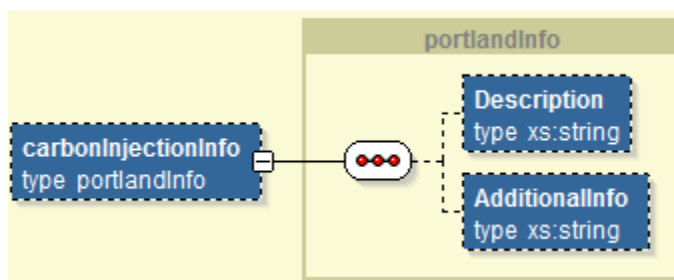 portlandInfo
carbonInjectionInfo
type portlandInfo
Description
type xs:string
AdditionalInfo
type xs:string